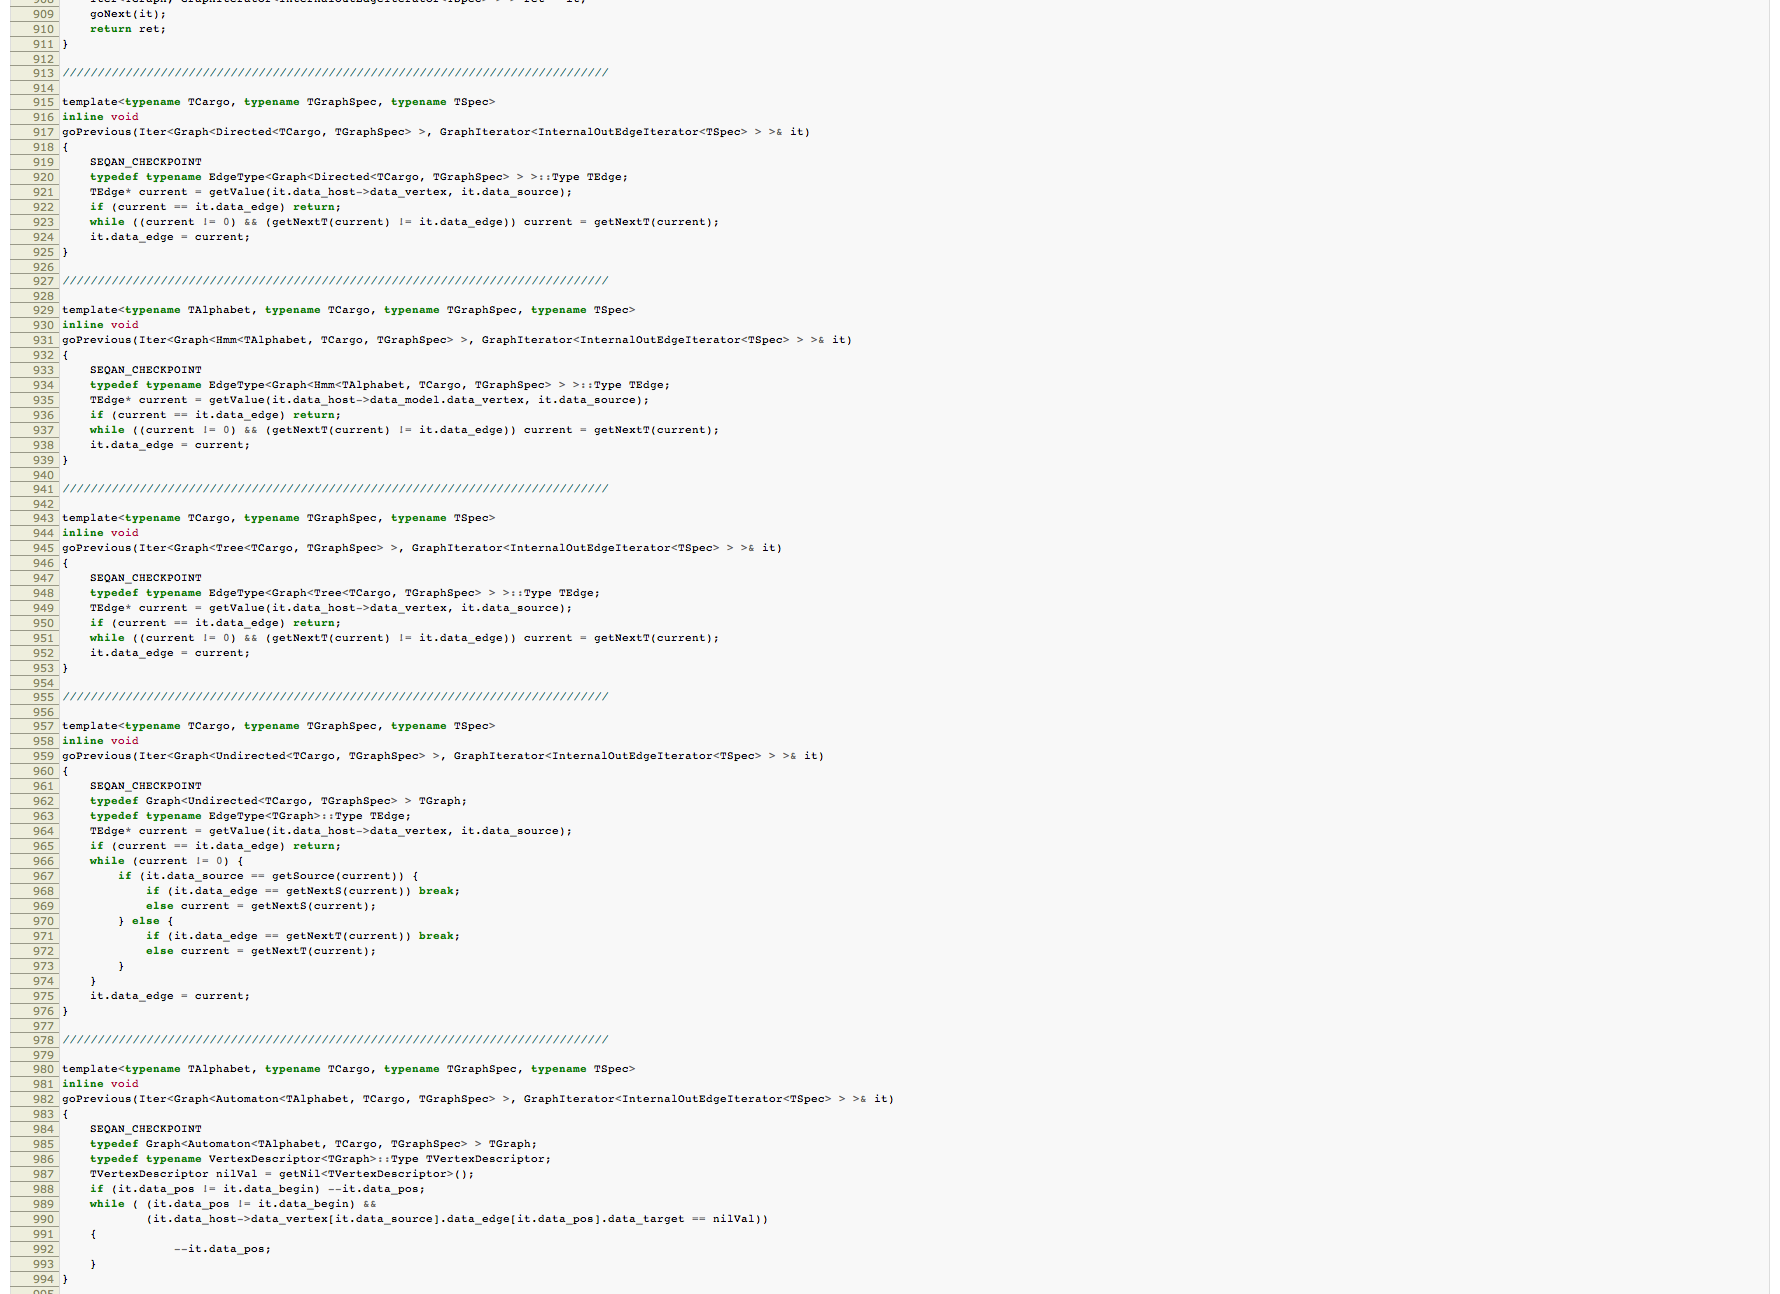 908     Iter<TGraph, GraphIterator<InternalOutEdgeIterator<TSpec> > > ret = it;
909     goNext(it);
910     return ret;
911 }
912
913 //////////////////////////////////////////////////////////////////////////////
914
915 template<typename TCargo, typename TGraphSpec, typename TSpec>
916 inline void
917 goPrevious(Iter<Graph<Directed<TCargo, TGraphSpec> >, GraphIterator<InternalOutEdgeIterator<TSpec> > >& it)
918 {
919     SEQAN_CHECKPOINT
920     typedef typename EdgeType<Graph<Directed<TCargo, TGraphSpec> > >::Type TEdge;
921     TEdge* current = getValue(it.data_host->data_vertex, it.data_source);
922     if (current == it.data_edge) return;
923     while ((current != 0) && (getNextT(current) != it.data_edge)) current = getNextT(current);
924     it.data_edge = current;
925 }
926
927 //////////////////////////////////////////////////////////////////////////////
928
929 template<typename TAlphabet, typename TCargo, typename TGraphSpec, typename TSpec>
930 inline void
931 goPrevious(Iter<Graph<Hmm<TAlphabet, TCargo, TGraphSpec> >, GraphIterator<InternalOutEdgeIterator<TSpec> > >& it)
932 {
933     SEQAN_CHECKPOINT
934     typedef typename EdgeType<Graph<Hmm<TAlphabet, TCargo, TGraphSpec> > >::Type TEdge;
935     TEdge* current = getValue(it.data_host->data_model.data_vertex, it.data_source);
936     if (current == it.data_edge) return;
937     while ((current != 0) && (getNextT(current) != it.data_edge)) current = getNextT(current);
938     it.data_edge = current;
939 }
940
941 //////////////////////////////////////////////////////////////////////////////
942
943 template<typename TCargo, typename TGraphSpec, typename TSpec>
944 inline void
945 goPrevious(Iter<Graph<Tree<TCargo, TGraphSpec> >, GraphIterator<InternalOutEdgeIterator<TSpec> > >& it)
946 {
947     SEQAN_CHECKPOINT
948     typedef typename EdgeType<Graph<Tree<TCargo, TGraphSpec> > >::Type TEdge;
949     TEdge* current = getValue(it.data_host->data_vertex, it.data_source);
950     if (current == it.data_edge) return;
951     while ((current != 0) && (getNextT(current) != it.data_edge)) current = getNextT(current);
952     it.data_edge = current;
953 }
954
955 //////////////////////////////////////////////////////////////////////////////
956
957 template<typename TCargo, typename TGraphSpec, typename TSpec>
958 inline void
959 goPrevious(Iter<Graph<Undirected<TCargo, TGraphSpec> >, GraphIterator<InternalOutEdgeIterator<TSpec> > >& it)
960 {
961     SEQAN_CHECKPOINT
962     typedef Graph<Undirected<TCargo, TGraphSpec> > TGraph;
963     typedef typename EdgeType<TGraph>::Type TEdge;
964     TEdge* current = getValue(it.data_host->data_vertex, it.data_source);
965     if (current == it.data_edge) return;
966     while (current != 0) {
967         if (it.data_source == getSource(current)) {
968             if (it.data_edge == getNextS(current)) break;
969             else current = getNextS(current);
970         } else {
971             if (it.data_edge == getNextT(current)) break;
972             else current = getNextT(current);
973         }
974     }
975     it.data_edge = current;
976 }
977
978 //////////////////////////////////////////////////////////////////////////////
979
980 template<typename TAlphabet, typename TCargo, typename TGraphSpec, typename TSpec>
981 inline void
982 goPrevious(Iter<Graph<Automaton<TAlphabet, TCargo, TGraphSpec> >, GraphIterator<InternalOutEdgeIterator<TSpec> > >& it)
983 {
984     SEQAN_CHECKPOINT
985     typedef Graph<Automaton<TAlphabet, TCargo, TGraphSpec> > TGraph;
986     typedef typename VertexDescriptor<TGraph>::Type TVertexDescriptor;
987     TVertexDescriptor nilVal = getNil<TVertexDescriptor>();
988     if (it.data_pos != it.data_begin) --it.data_pos;
989     while ( (it.data_pos != it.data_begin) &&
990             (it.data_host->data_vertex[it.data_source].data_edge[it.data_pos].data_target == nilVal))
991     {
992                 --it.data_pos;
993     }
994 }
995